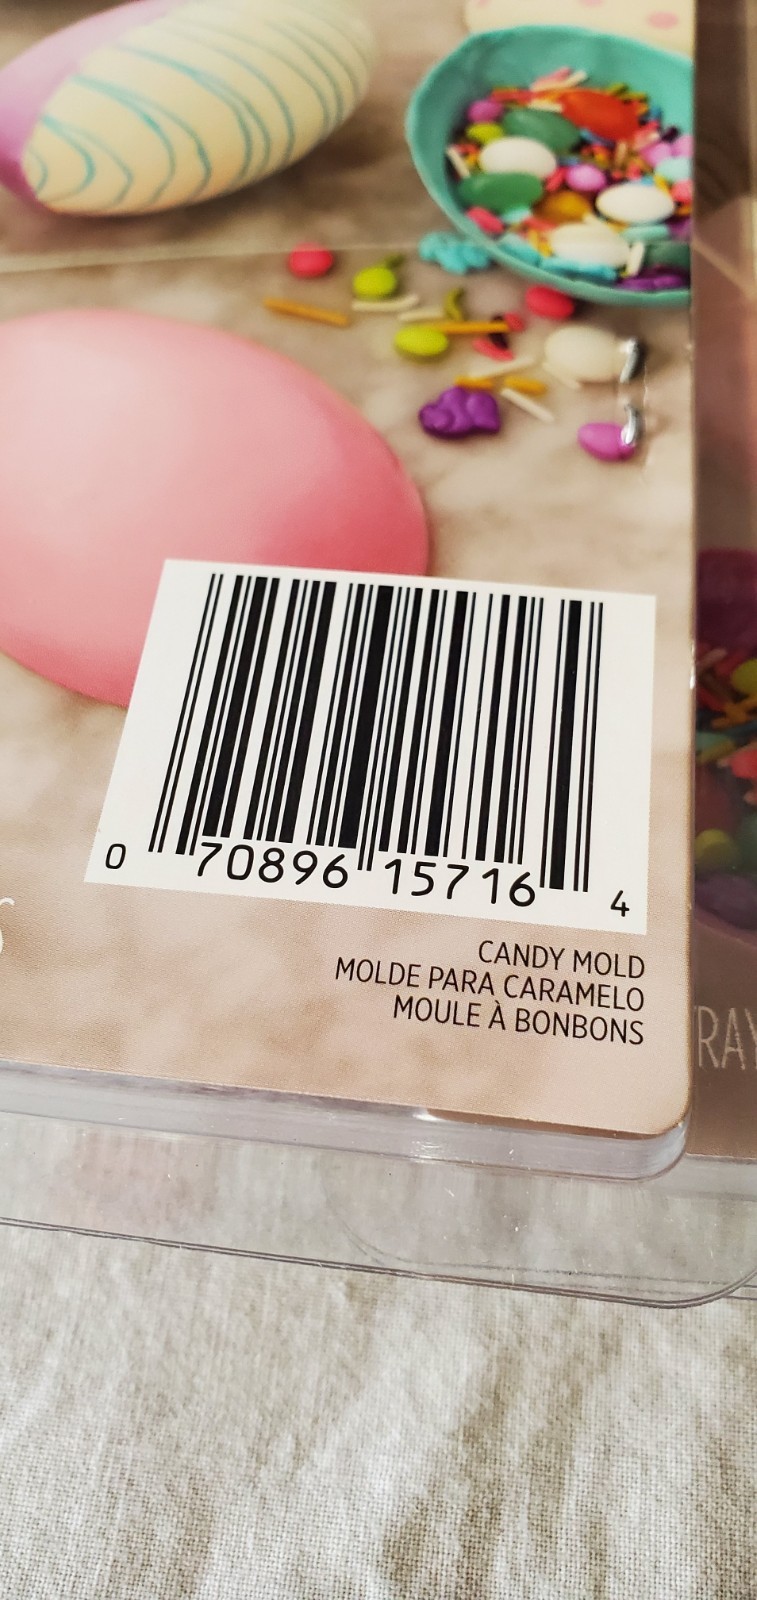 0 70896 15716 4
CANDY MOLD
MOLDE PARA CARAMELO
MOULE À BONBONS